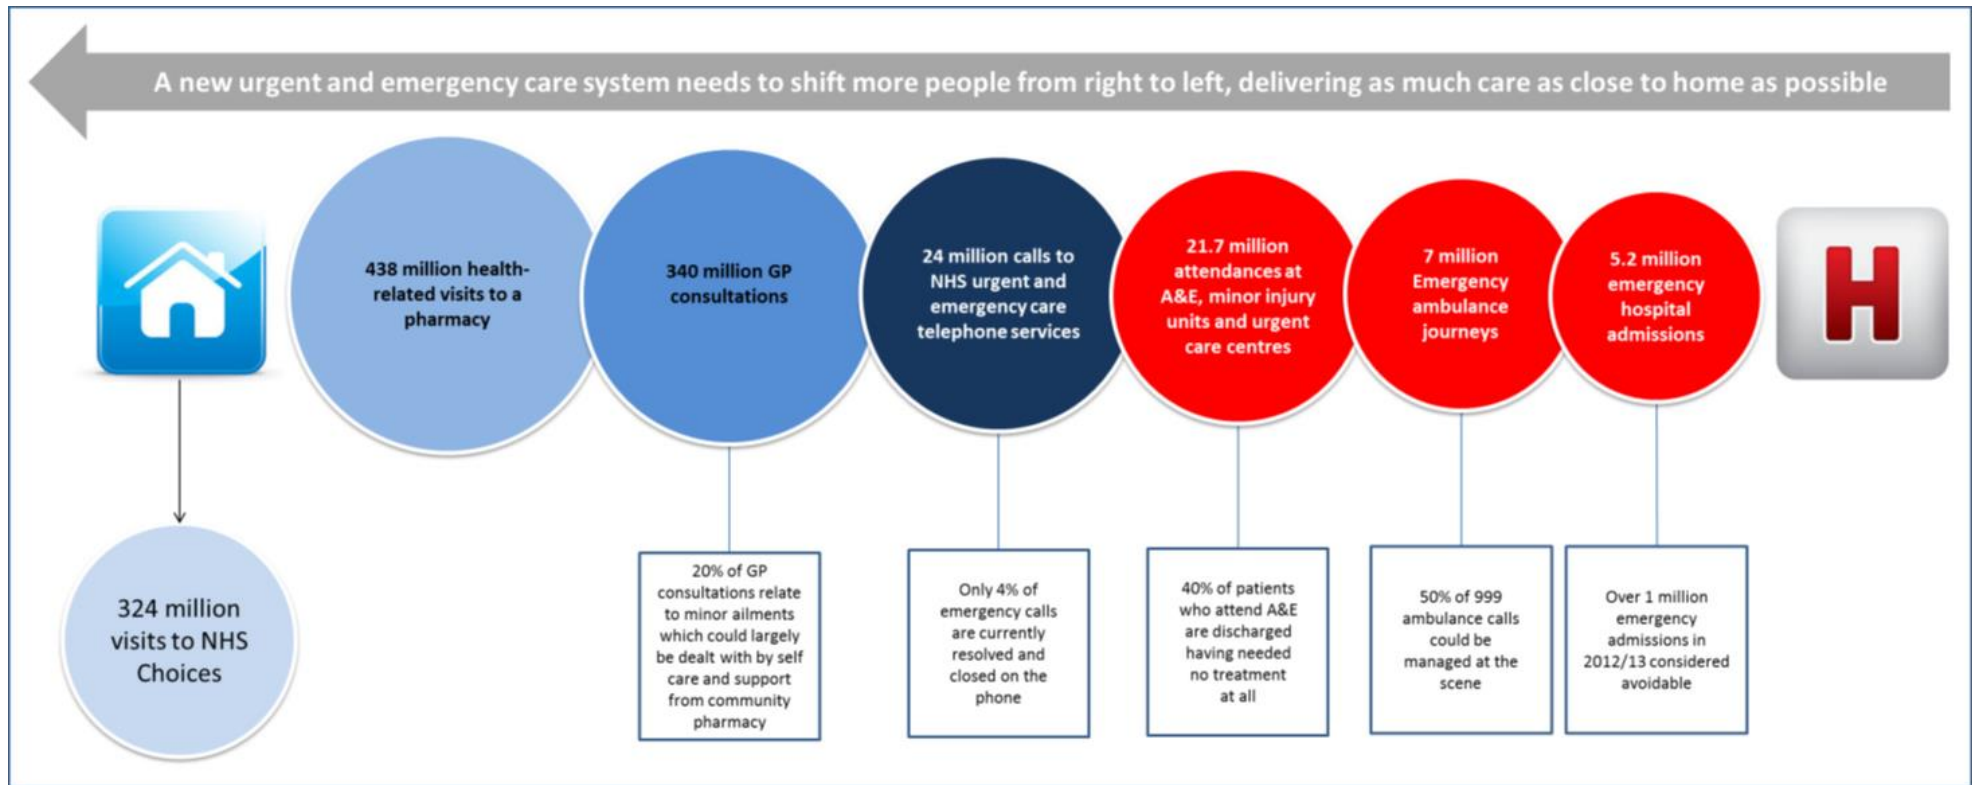 A new urgent and emergency care system needs to shift more people from right to left, delivering as much care as close to home as possible
438 million health-
related visits to a
pharmacy
340 million GP
consultations
24 million calls to
NHS urgent and
emergency care
telephone services
21.7 million
attendances at
A&E, minor injury
units and urgent
care centres
7 million
Emergency
ambulance
journeys
5.2 million
emergency
hospital
admissions
H
324 million
visits to NHS
Choices
20% of GP
consultations relate
to minor ailments
which could largely
be dealt with by self
care and support
from community
pharmacy
Only 4% of
emergency calls
are currently
resolved and
closed on the
phone
40% of patients
who attend A&E
are discharged
having needed
no treatment
at all
50% of 999
ambulance calls
could be
managed at the
scene
Over 1 million
emergency
admissions in
2012/13 considered
avoidable